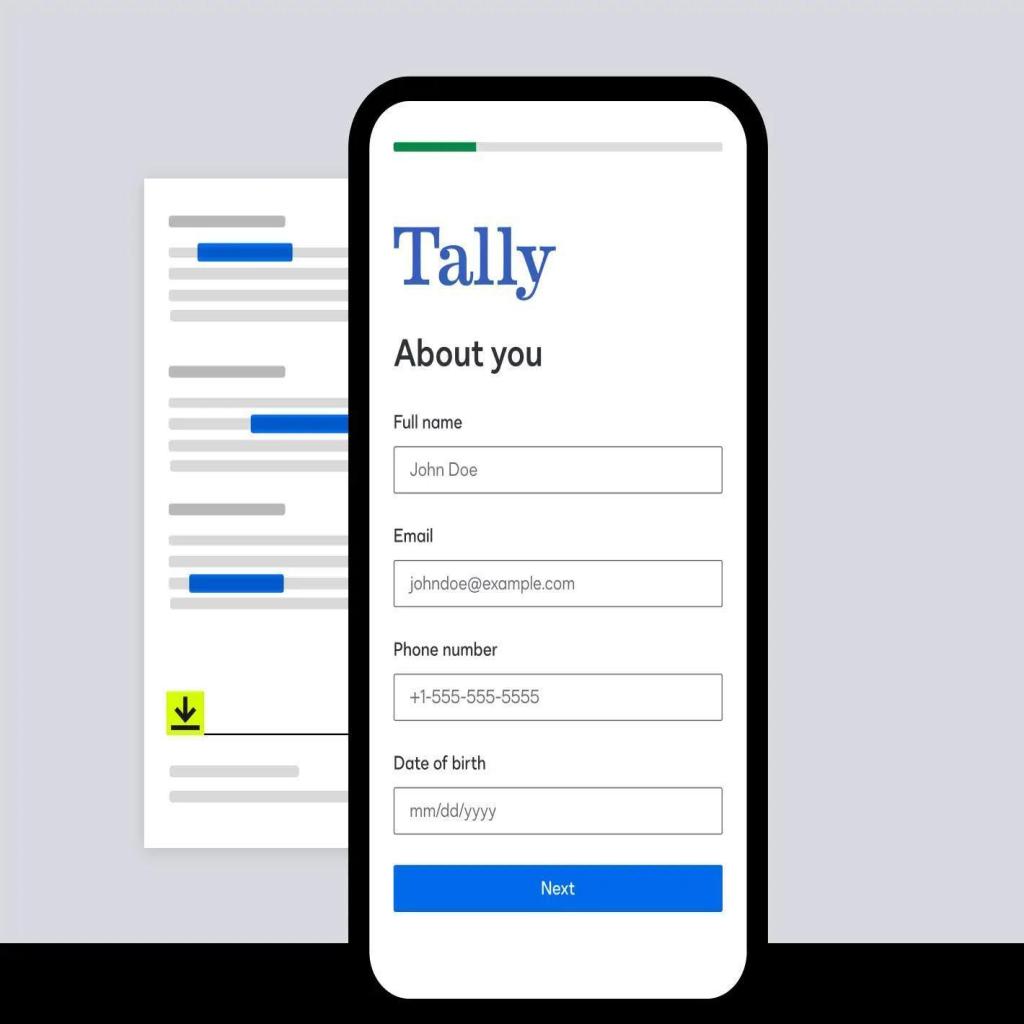 Tally
About you
Full name
John Doe
Email
johndoe@example.com
Phone number
+1-555-555-5555
Date of birth
mm/dd/yyyy
Next